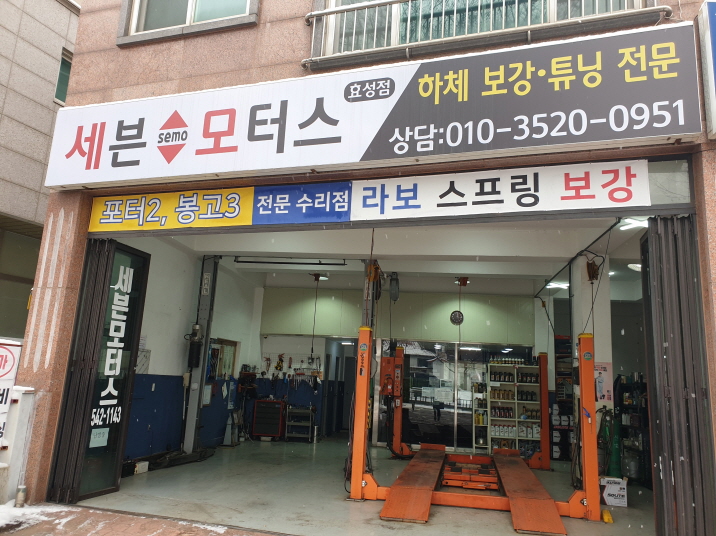 세븐 semo 모터스 효성점
하체 보강·튜닝 전문
상담:010-3520-0951
포터2, 봉고3 전문 수리점 라보 스프링 보강
세븐모터스
542-1143